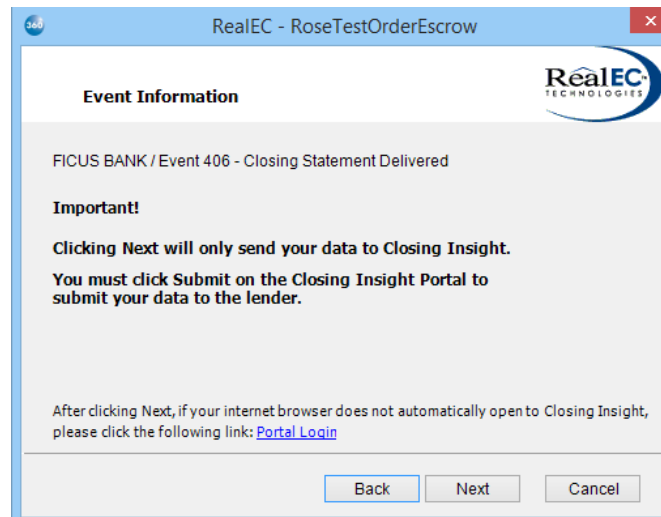 360
RealEC - RoseTestOrderEscrow
RealEC
TECHNOLOGIES
Event Information
FICUS BANK / Event 406 - Closing Statement Delivered
Important!
Clicking Next will only send your data to Closing Insight.
You must click Submit on the Closing Insight Portal to
submit your data to the lender.
After clicking Next, if your internet browser does not automatically open to Closing Insight,
please click the following link: Portal Login
Back Next Cancel